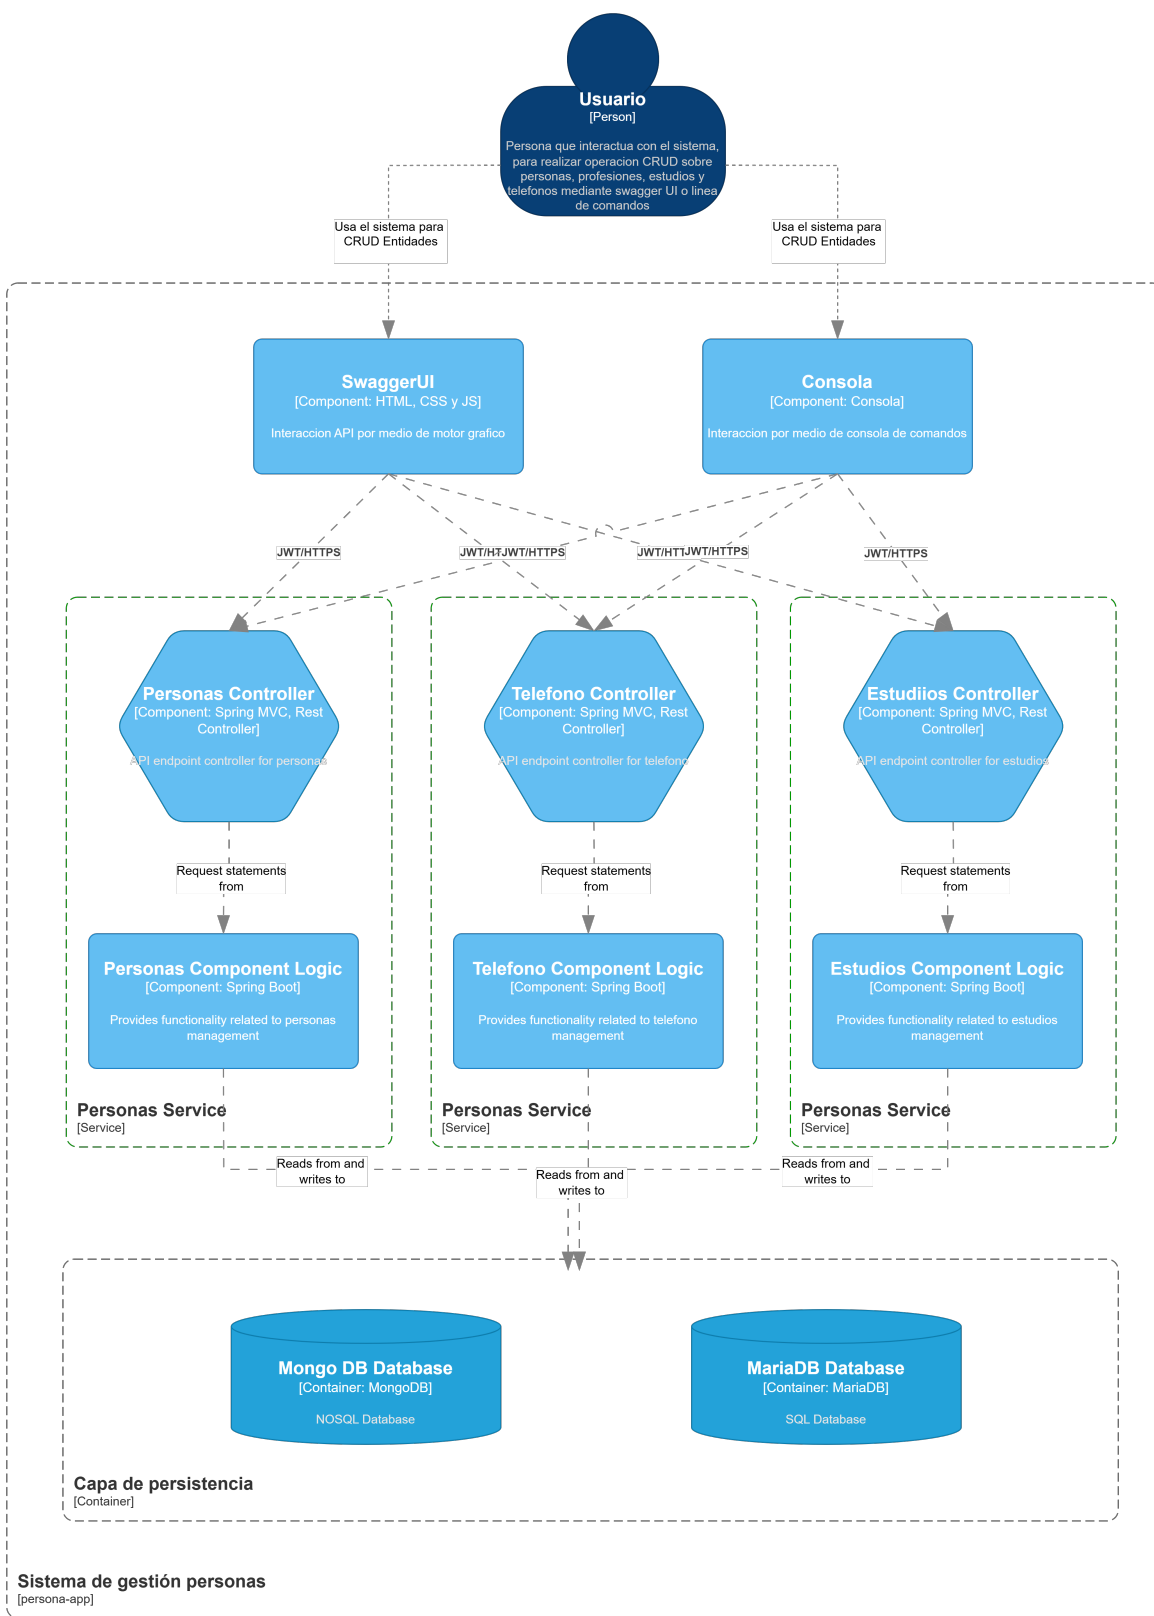 Usuario
[Person]
Persona que interactua con el sistema,
para realizar operacion CRUD sobre
personas, profesiones, estudios y
telefonos mediante swagger UI o linea
de comandos
Usa el sistema para
CRUD Entidades
Usa el sistema para
CRUD Entidades
SwaggerUI
[Component: HTML, CSS y JS]
Interaccion API por medio de motor grafico
Consola
[Component: Consola]
Interaccion por medio de consola de comandos
JWT/HTTPS
JWT/H
JWT/HTTPS
JWT/HT
JWT/HTTPS
JWT/HTTPS
Personas Controller
[Component: Spring MVC, Rest
Controller]
API endpoint controller for personas
Telefono Controller
[Component: Spring MVC, Rest
Controller]
API endpoint controller for telefono
Estudiios Controller
[Component: Spring MVC, Rest
Controller]
API endpoint controller for estudios
Request statements
from
Request statements
from
Request statements
from
Personas Component Logic
[Component: Spring Boot]
Provides functionality related to personas
management
Telefono Component Logic
[Component: Spring Boot]
Provides functionality related to telefono
management
Estudios Component Logic
[Component: Spring Boot]
Provides functionality related to estudios
management
Personas Service
[Service]
Personas Service
[Service]
Personas Service
[Service]
Reads from and
writes to
Reads from and
writes to
Reads from and
writes to
Mongo DB Database
[Container: MongoDB]
NOSQL Database
MariaDB Database
[Container: MariaDB]
SQL Database
Capa de persistencia
[Container]
Sistema de gestión personas
[persona-app]